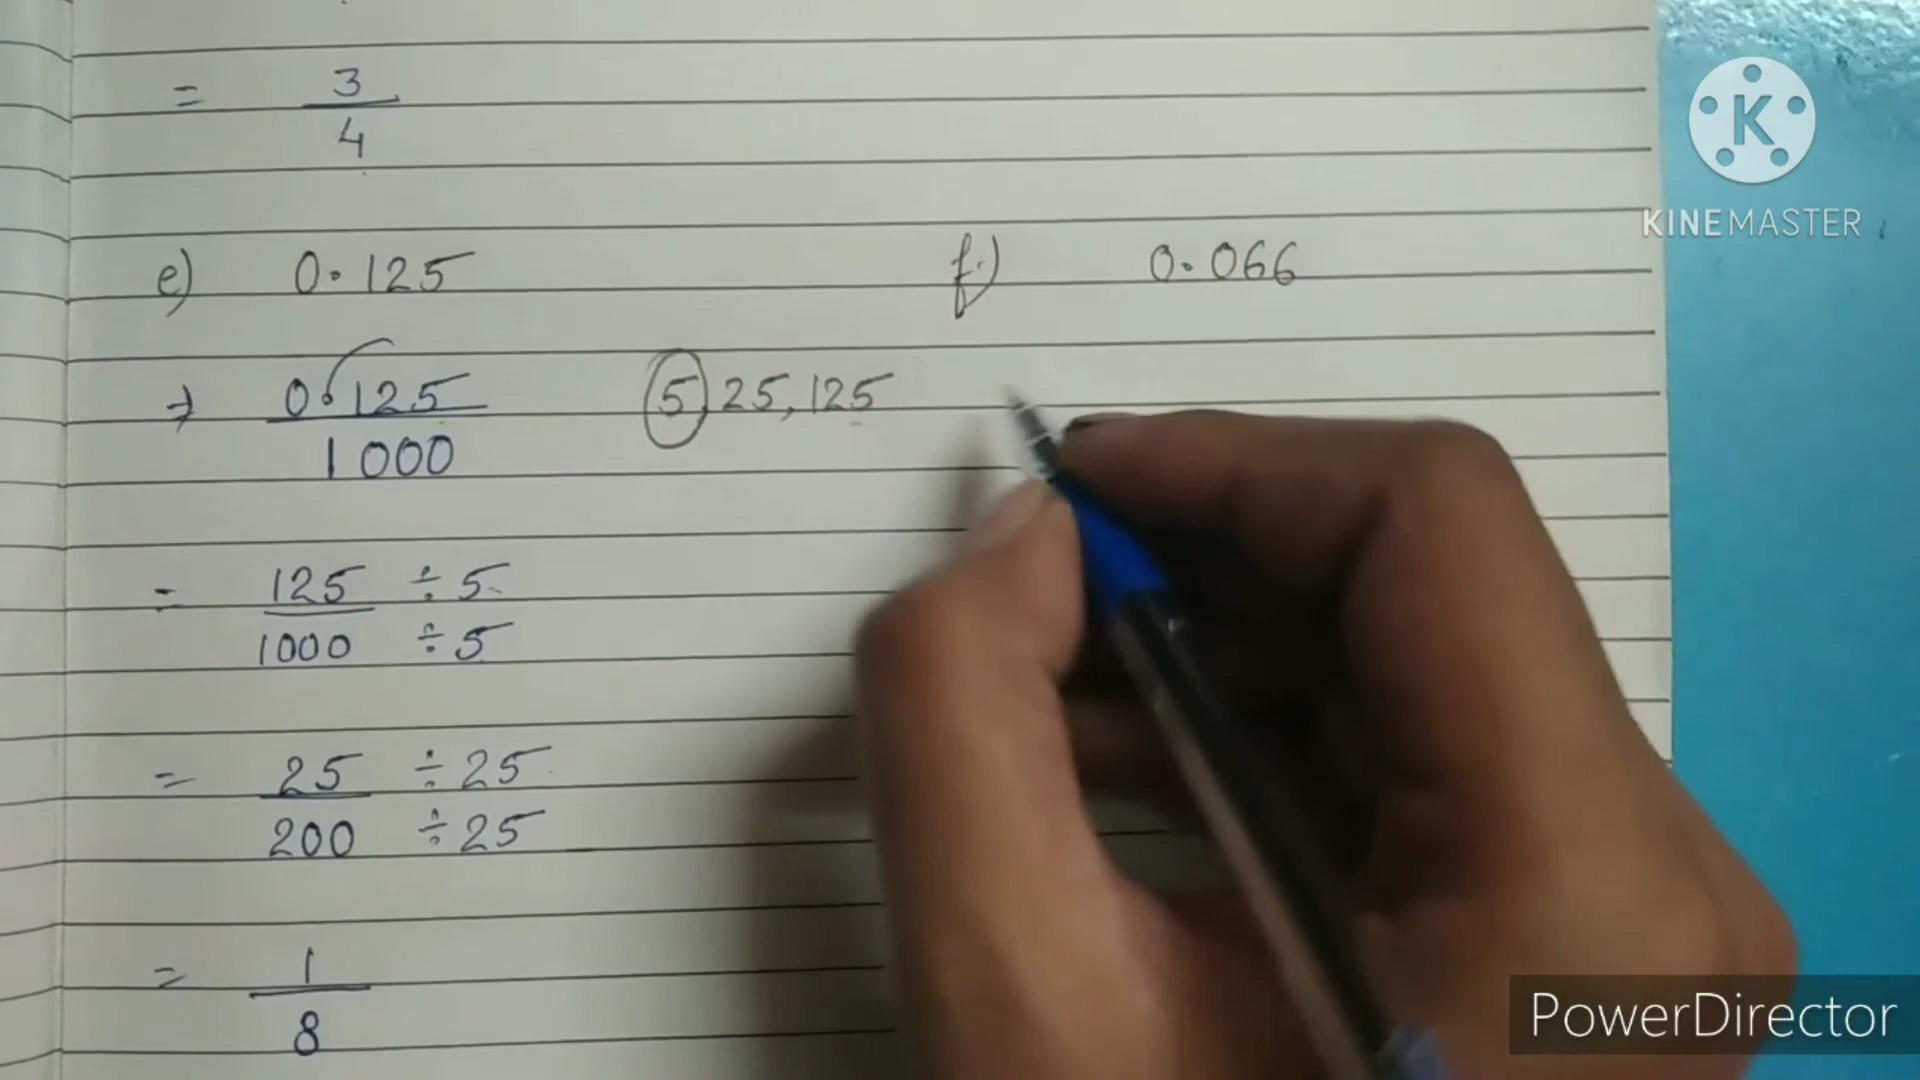 = 3/4
e) 0.125
f.) 0.066
⇒ 0.125/1000
5, 25, 125
= 125 ÷ 5
1000 ÷ 5
= 25 ÷ 25
200 ÷ 25
= 1/8
K
KINEMASTER
PowerDirector